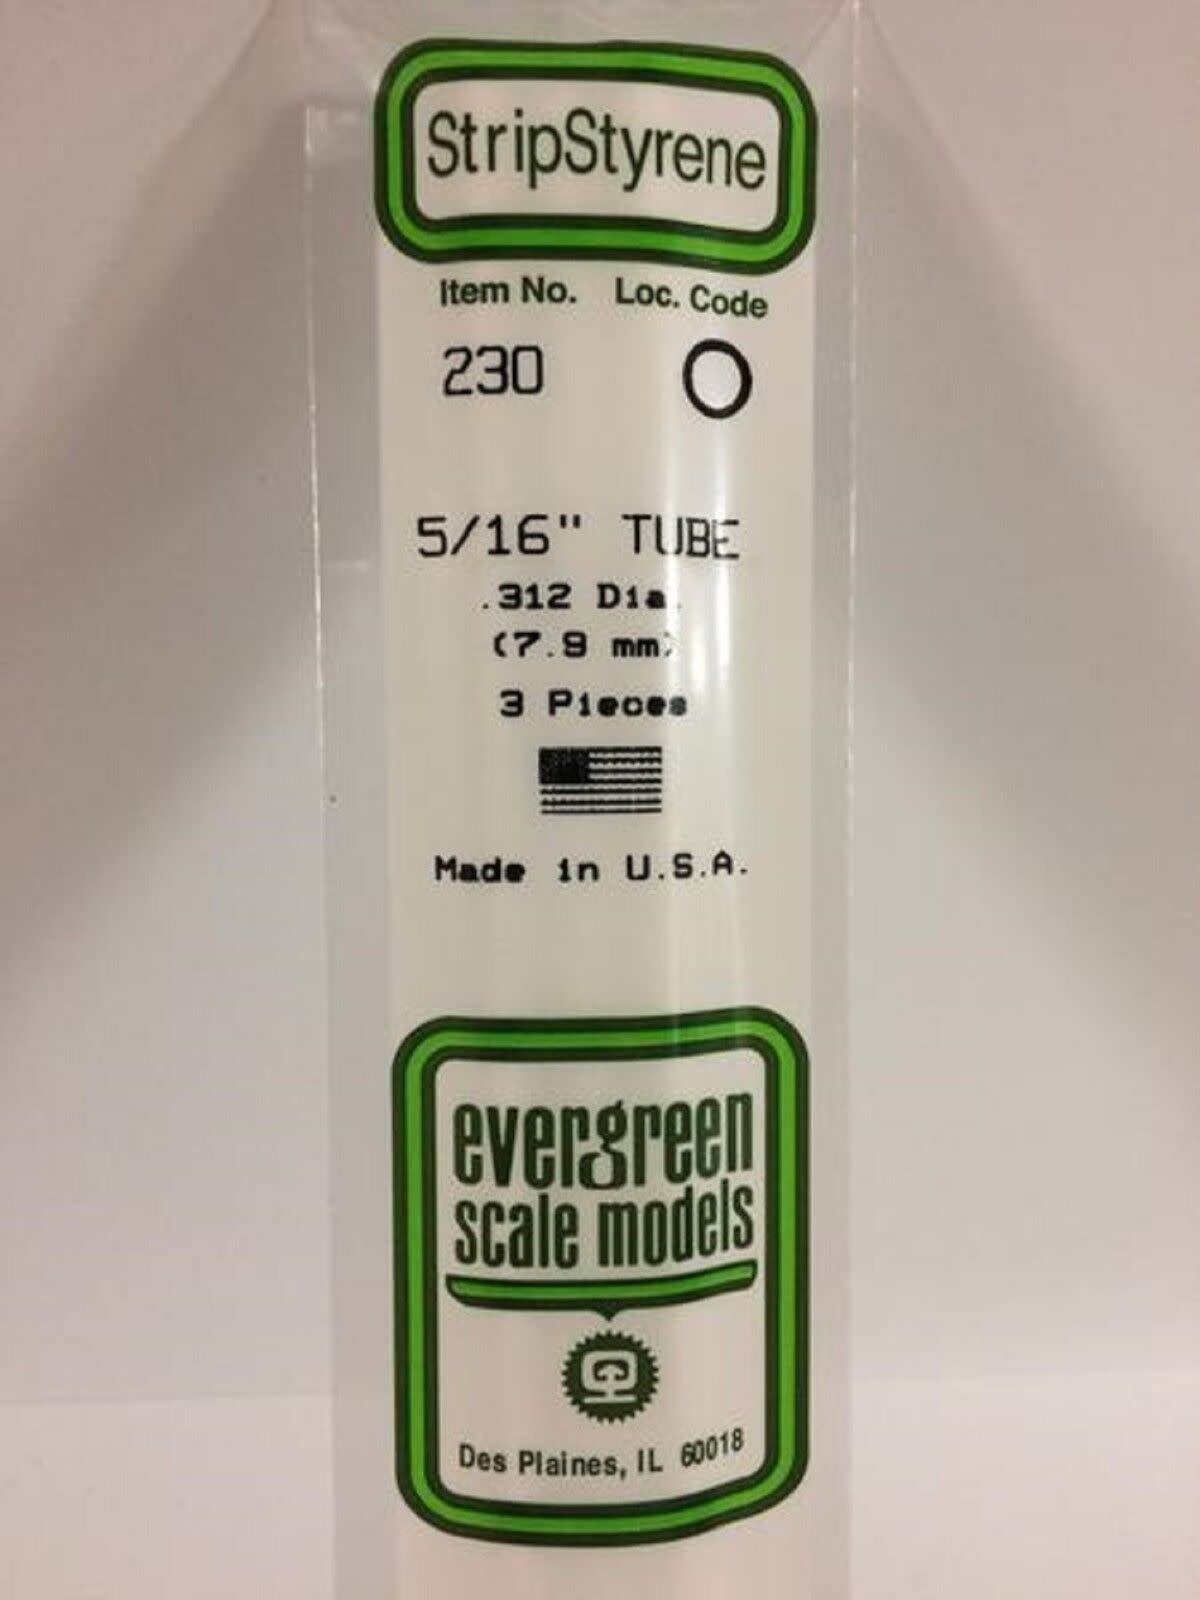 StripStyrene
Item No. Loc. Code
230
5/16" TUBE
.312 Dia.
(7.9 mm)
3 Pieces
Made in U.S.A.
evergreen
scale models
Des Plaines, IL 60018